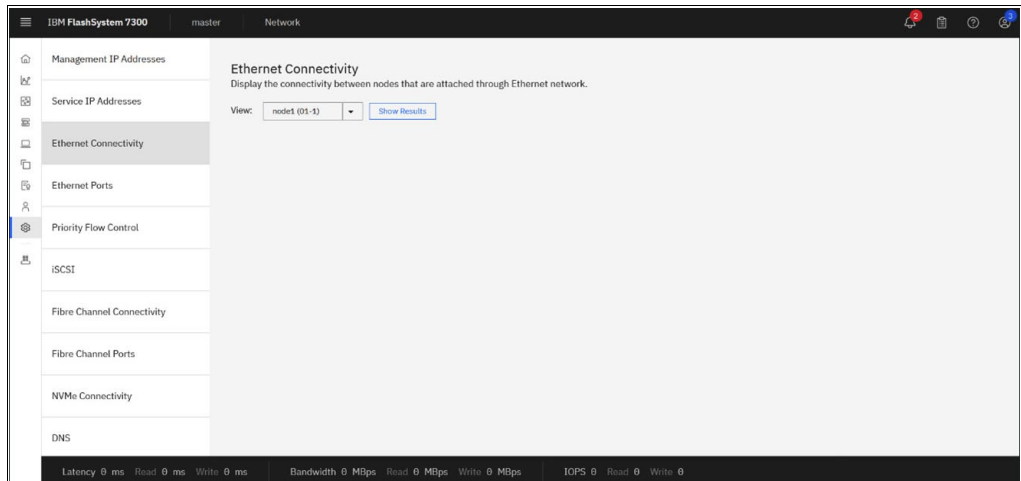 IBM FlashSystem 7300 master Network 2 3
Management IP Addresses
Service IP Addresses
Ethernet Connectivity
Ethernet Ports
Priority Flow Control
iSCSI
Fibre Channel Connectivity
Fibre Channel Ports
NVMe Connectivity
DNS
Ethernet Connectivity
Display the connectivity between nodes that are attached through Ethernet network.
View: node1 (01-1) Show Results
Latency 0 ms Read 0 ms Write 0 ms Bandwidth 0 MBps Read 0 MBps Write 0 MBps IOPS 0 Read 0 Write 0